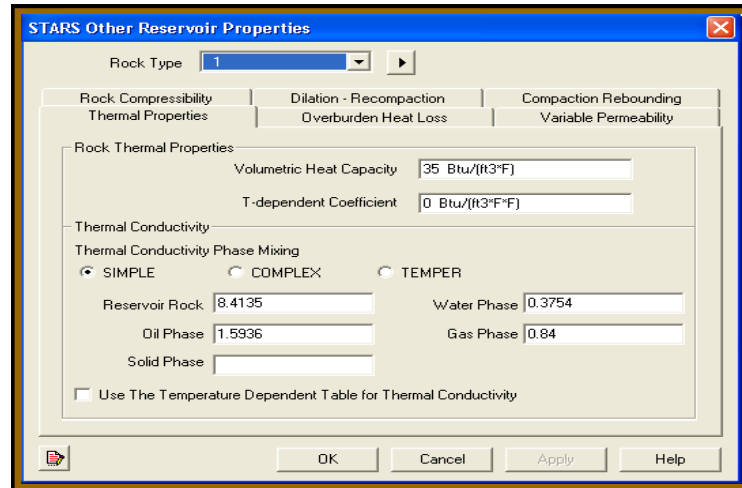 STARS Other Reservoir Properties
Rock Type 1
Rock Compressibility Dilation - Recompaction Compaction Rebounding
Thermal Properties Overburden Heat Loss Variable Permeability
Rock Thermal Properties
Volumetric Heat Capacity 35 Btu/(ft3*F)
T-dependent Coefficient 0 Btu/(ft3*F*F)
Thermal Conductivity
Thermal Conductivity Phase Mixing
SIMPLE COMPLEX TEMPER
Reservoir Rock 8.4135 Water Phase 0.3754
Oil Phase 1.5936 Gas Phase 0.84
Solid Phase
Use The Temperature Dependent Table for Thermal Conductivity
OK Cancel Apply Help